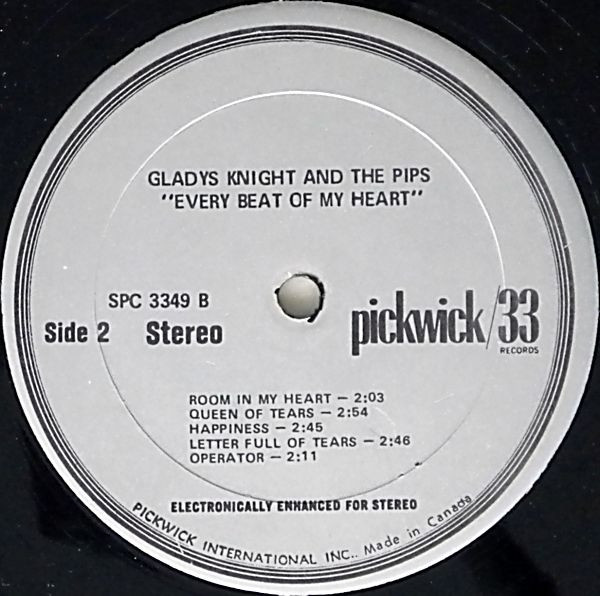 GLADYS KNIGHT AND THE PIPS
"EVERY BEAT OF MY HEART"
SPC 3349 B
Side 2 Stereo
pickwick/33
RECORDS
ROOM IN MY HEART — 2:03
QUEEN OF TEARS — 2:54
HAPPINESS — 2:45
LETTER FULL OF TEARS — 2:46
OPERATOR — 2:11
ELECTRONICALLY ENHANCED FOR STEREO
PICKWICK INTERNATIONAL INC.. Made in Canada